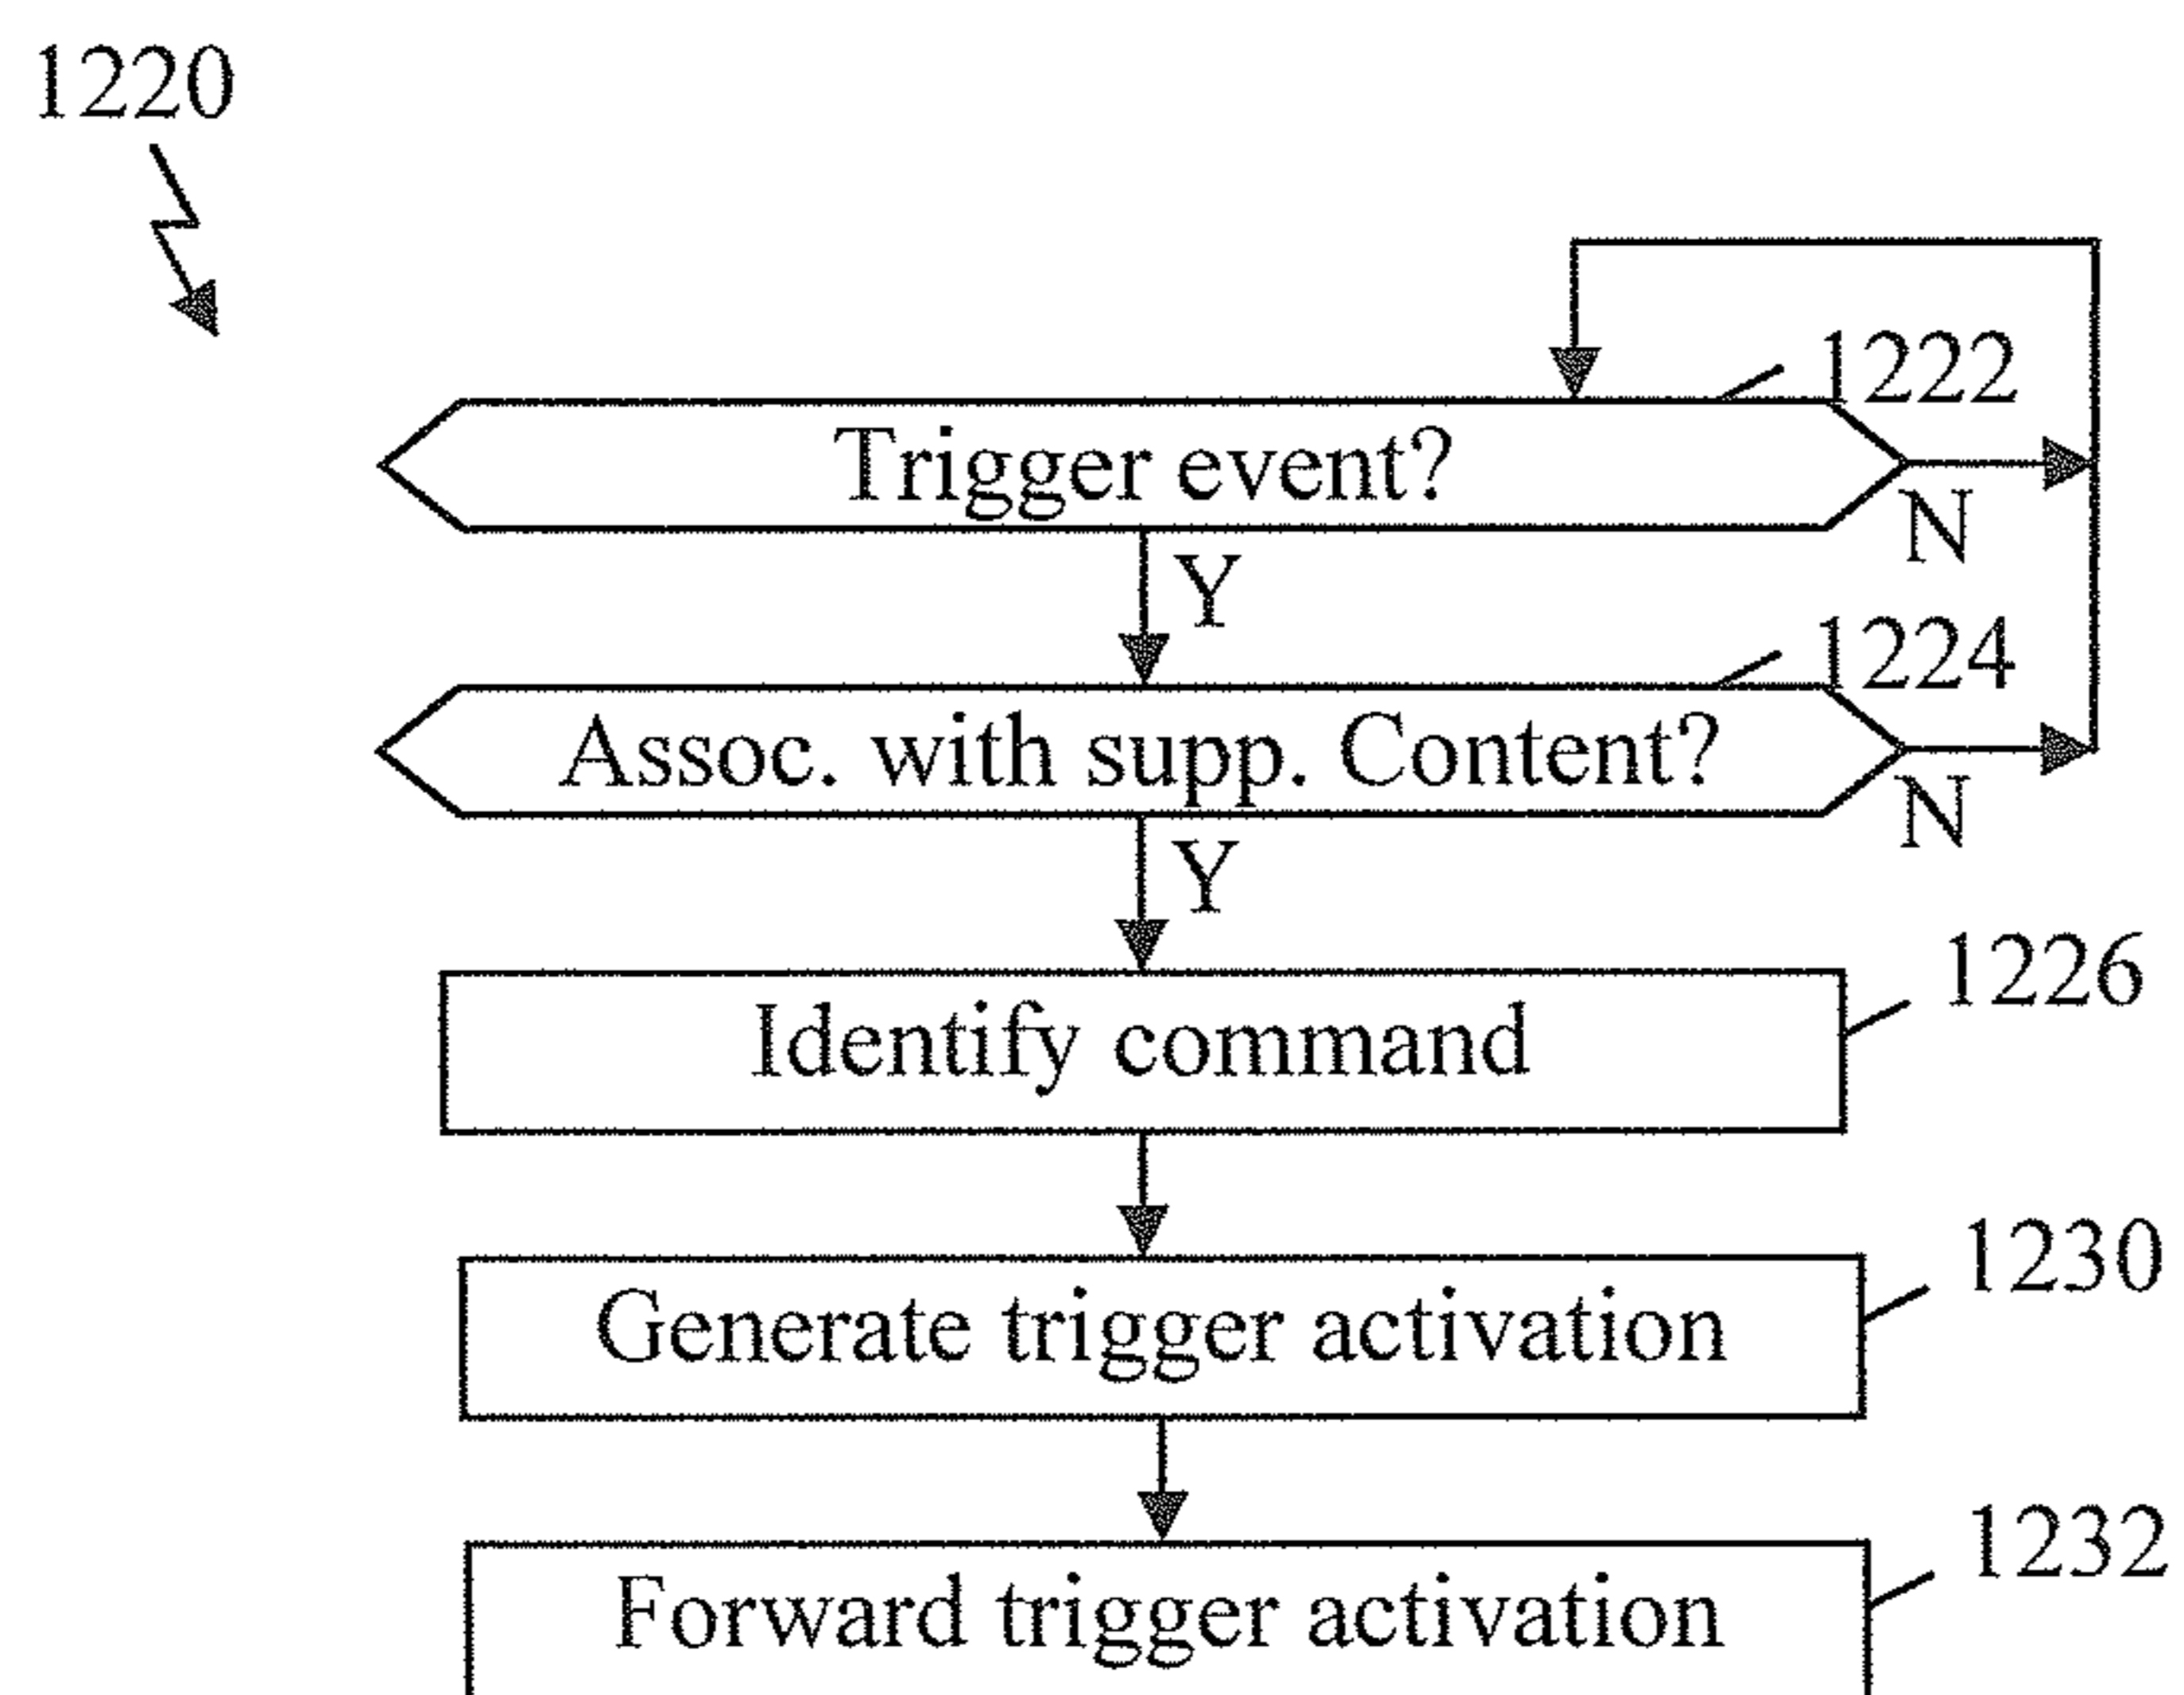 1220
1222
Trigger event?
N
Y
1224
Assoc. with supp. Content?
N
Y
1226
Identify command
1230
Generate trigger activation
1232
Forward trigger activation